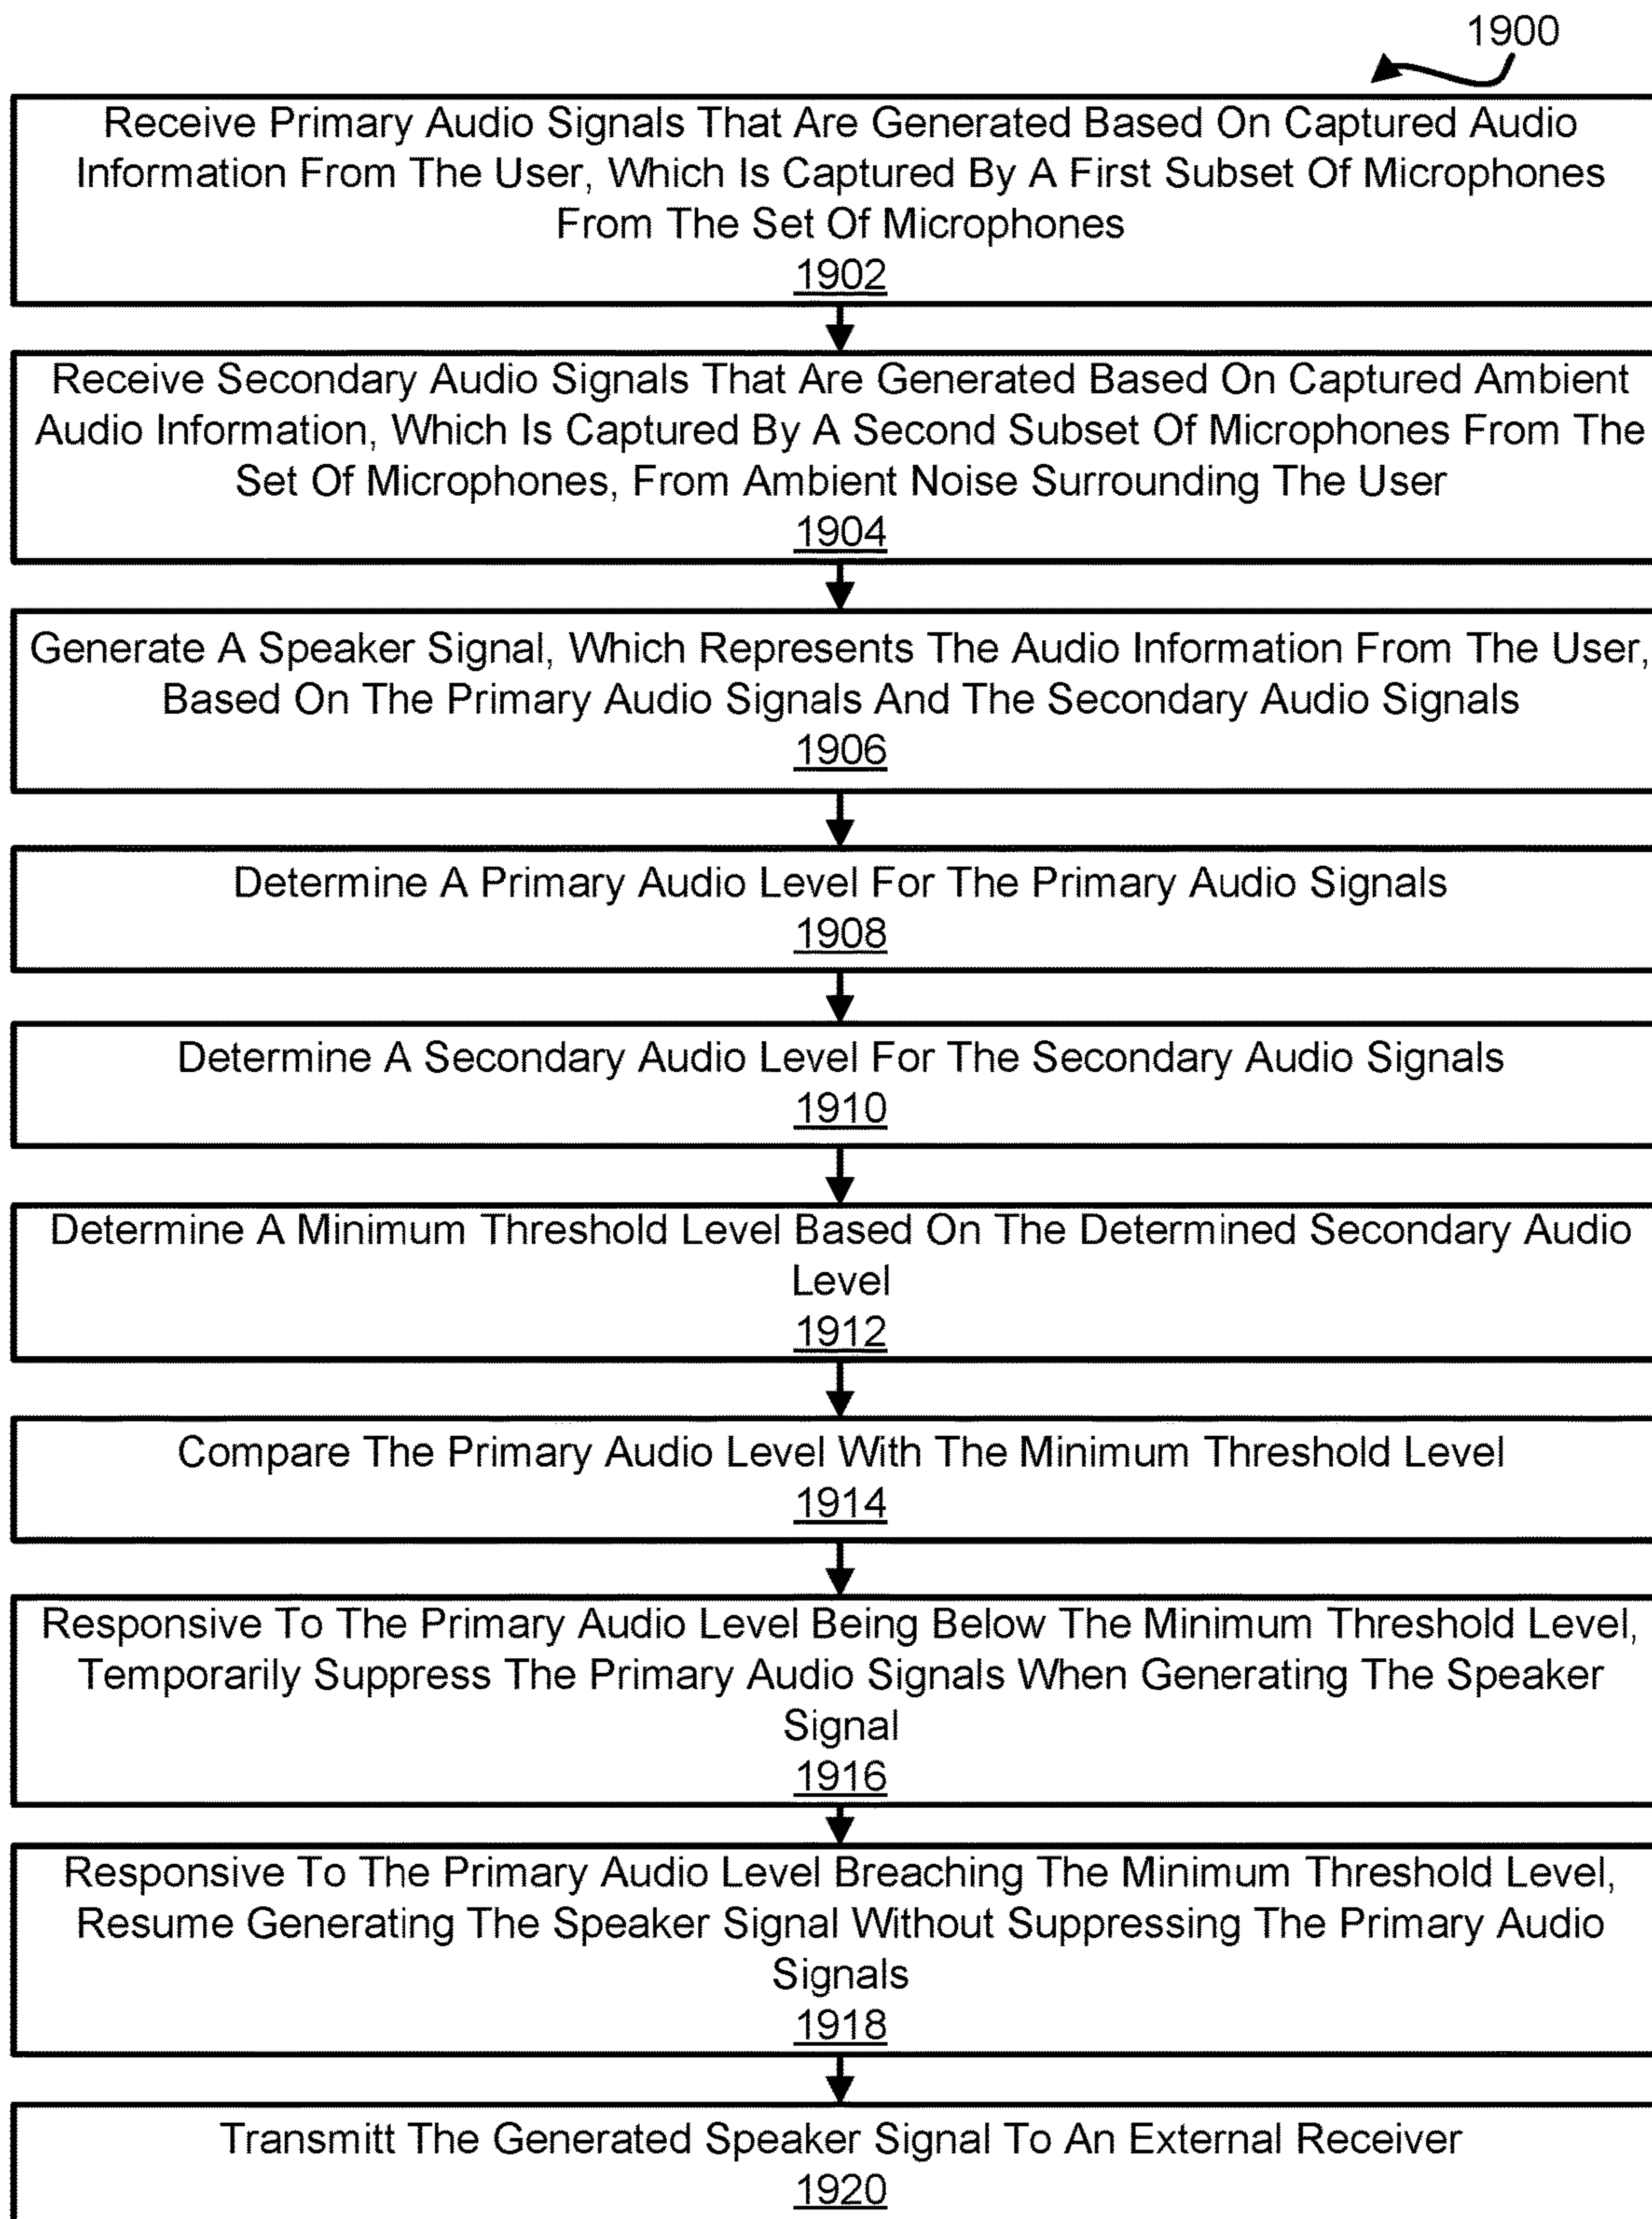 1900
Receive Primary Audio Signals That Are Generated Based On Captured Audio
Information From The User, Which Is Captured By A First Subset Of Microphones
From The Set Of Microphones
1902
Receive Secondary Audio Signals That Are Generated Based On Captured Ambient
Audio Information, Which Is Captured By A Second Subset Of Microphones From The
Set Of Microphones, From Ambient Noise Surrounding The User
1904
Generate A Speaker Signal, Which Represents The Audio Information From The User,
Based On The Primary Audio Signals And The Secondary Audio Signals
1906
Determine A Primary Audio Level For The Primary Audio Signals
1908
Determine A Secondary Audio Level For The Secondary Audio Signals
1910
Determine A Minimum Threshold Level Based On The Determined Secondary Audio
Level
1912
Compare The Primary Audio Level With The Minimum Threshold Level
1914
Responsive To The Primary Audio Level Being Below The Minimum Threshold Level,
Temporarily Suppress The Primary Audio Signals When Generating The Speaker
Signal
1916
Responsive To The Primary Audio Level Breaching The Minimum Threshold Level,
Resume Generating The Speaker Signal Without Suppressing The Primary Audio
Signals
1918
Transmitt The Generated Speaker Signal To An External Receiver
1920